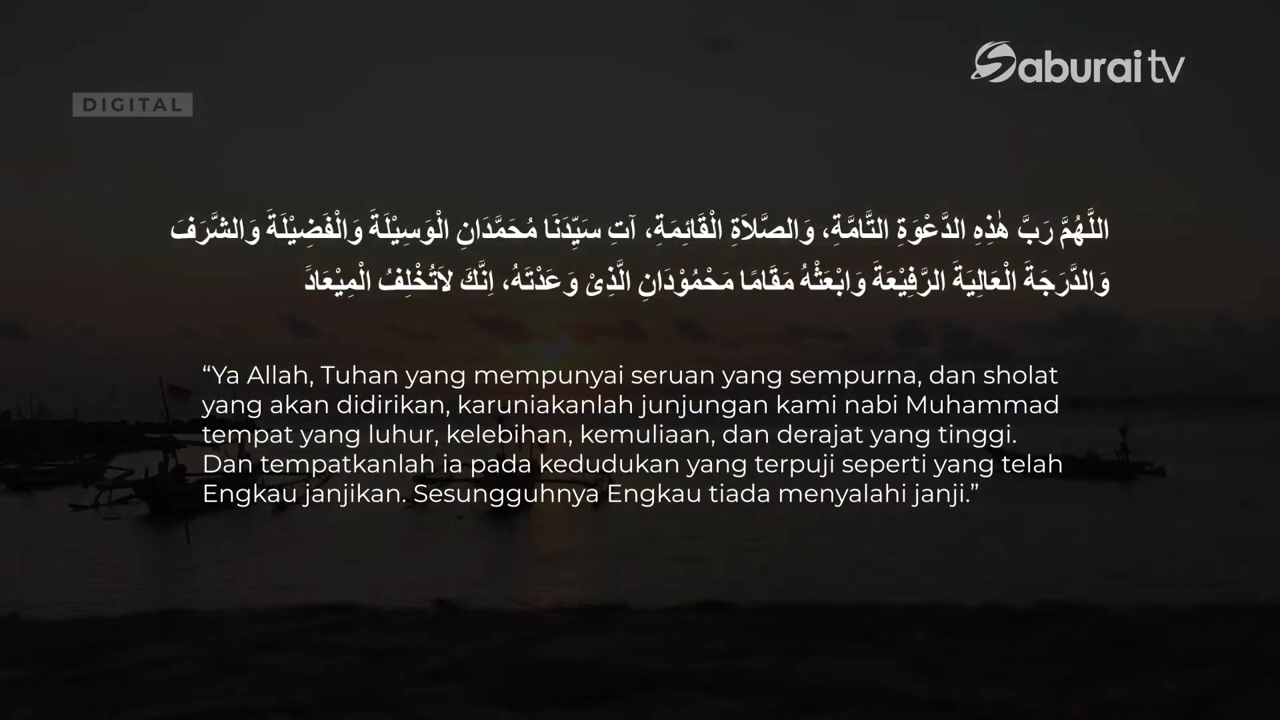 Saburai tv
DIGITAL
اللَّهُمَّ رَبَّ هٰذِهِ الدَّعْوَةِ التَّامَّةِ، وَالصَّلاَةِ الْقَائِمَةِ، آتِ سَيِّدَنَا مُحَمَّدَانِ الْوَسِيْلَةَ وَالْفَضِيْلَةَ وَالشَّرَفَ
وَالدَّرَجَةَ الْعَالِيَةَ الرَّفِيْعَةَ وَابْعَثْهُ مَقَامًا مَحْمُوْدَانِ الَّذِىْ وَعَدْتَهُ، اِنَّكَ لاَتُخْلِفُ الْمِيْعَادَ
“Ya Allah, Tuhan yang mempunyai seruan yang sempurna, dan sholat
yang akan didirikan, karuniakanlah junjungan kami nabi Muhammad
tempat yang luhur, kelebihan, kemuliaan, dan derajat yang tinggi.
Dan tempatkanlah ia pada kedudukan yang terpuji seperti yang telah
Engkau janjikan. Sesungguhnya Engkau tiada menyalahi janji.”